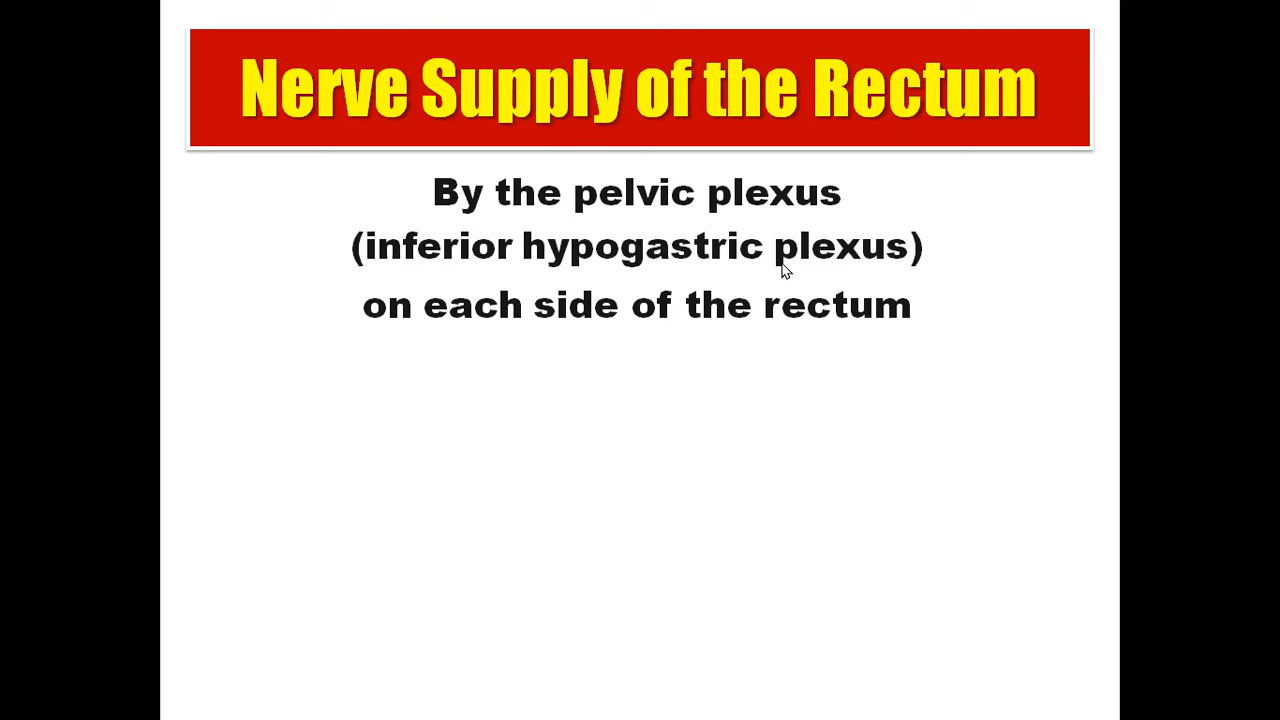 Nerve Supply of the Rectum
By the pelvic plexus
(inferior hypogastric plexus)
on each side of the rectum